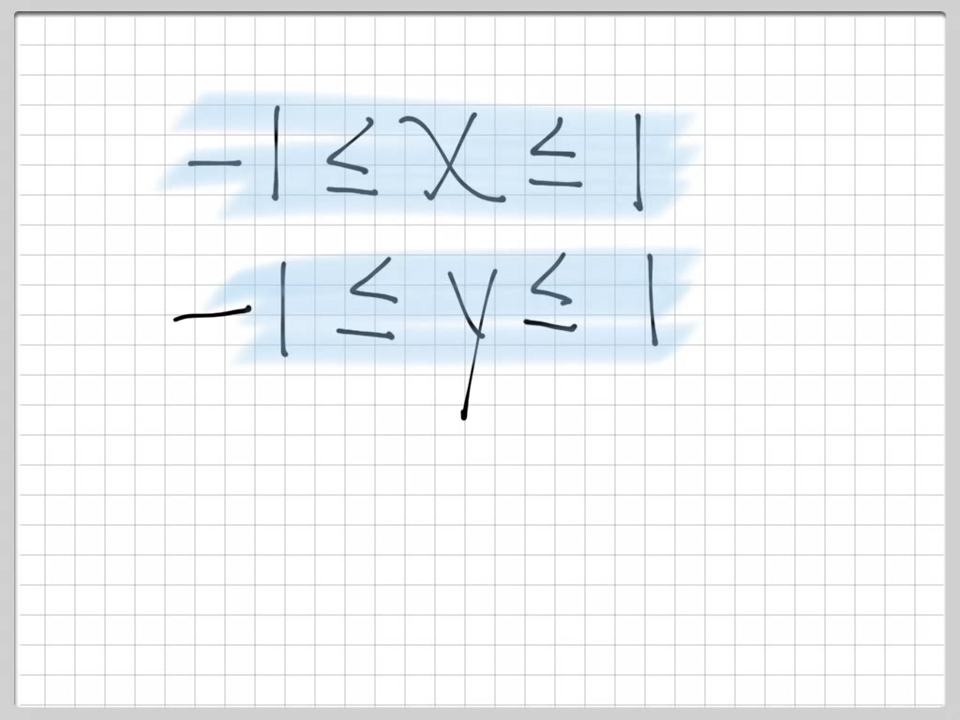 -1 ≤ x ≤ 1
-1 ≤ y ≤ 1